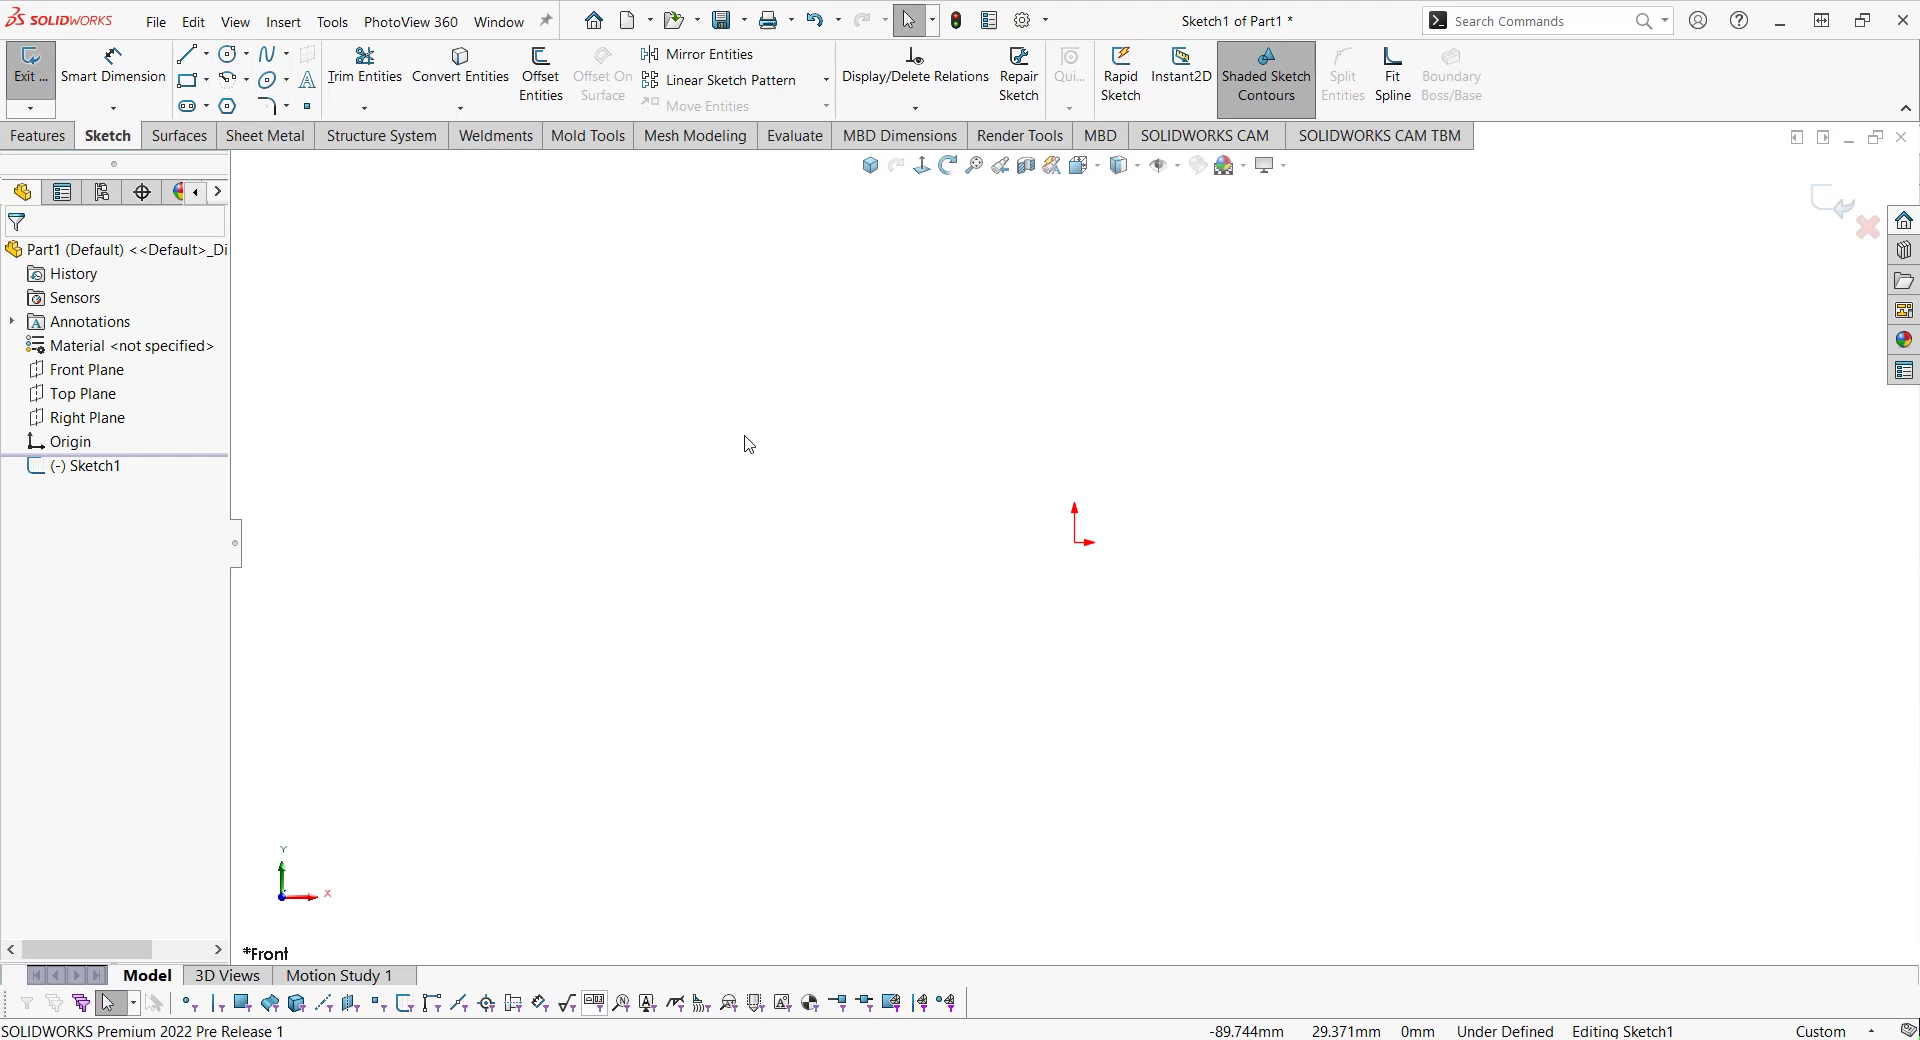 SOLIDWORKS File Edit View Insert Tools PhotoView 360 Window Sketch1 of Part1 * Search Commands
Exit ... Smart Dimension Trim Entities Convert Entities Offset Entities Offset On Surface Mirror Entities Linear Sketch Pattern Move Entities Display/Delete Relations Repair Sketch Qui... Rapid Sketch Instant2D Shaded Sketch Contours Split Entities Fit Spline Boundary Boss/Base
Features Sketch Surfaces Sheet Metal Structure System Weldments Mold Tools Mesh Modeling Evaluate MBD Dimensions Render Tools MBD SOLIDWORKS CAM SOLIDWORKS CAM TBM
Part1 (Default) <<Default>_Di
History
Sensors
Annotations
Material <not specified>
Front Plane
Top Plane
Right Plane
Origin
(-) Sketch1
Y
X
*Front
Model 3D Views Motion Study 1
SOLIDWORKS Premium 2022 Pre Release 1 -89.744mm 29.371mm 0mm Under Defined Editing Sketch1 Custom